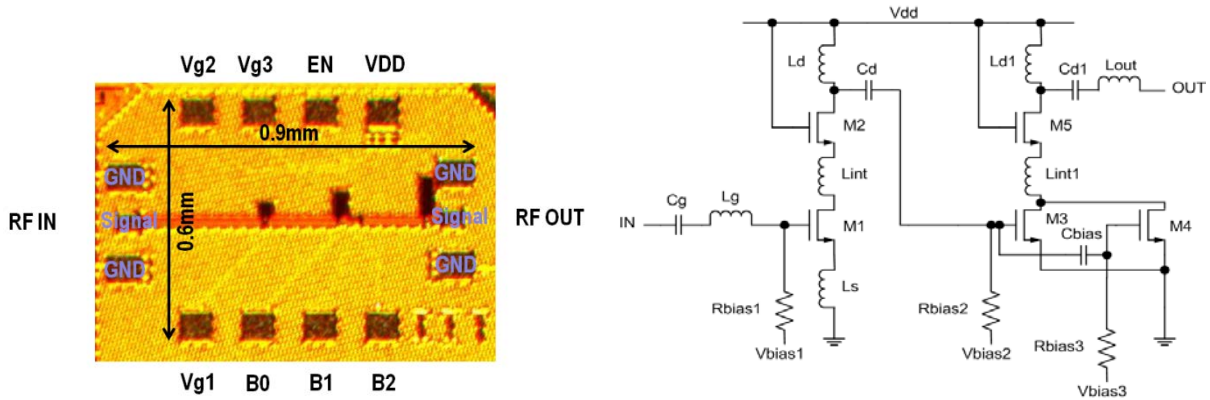 Vg2 Vg3 EN VDD
0.9mm
0.6mm
GND
Signal
GND
GND
Signal
GND
RF IN
RF OUT
Vg1 B0 B1 B2
Vdd
Ld
Cd
Ld1
Cd1
Lout
OUT
M2
M5
Lint
Lint1
Cg
Lg
IN
M1
M3
Cbias
M4
Ls
Rbias1
Rbias2
Rbias3
Vbias1
Vbias2
Vbias3